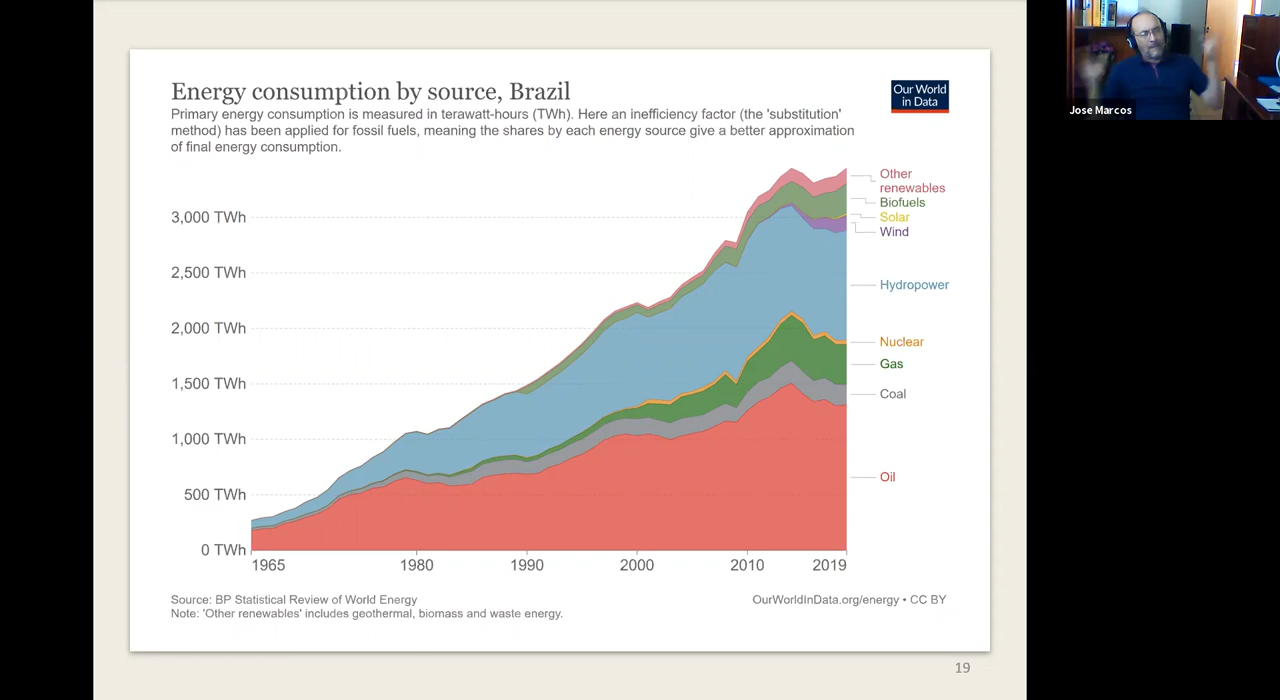 Energy consumption by source, Brazil
Primary energy consumption is measured in terawatt-hours (TWh). Here an inefficiency factor (the 'substitution'
method) has been applied for fossil fuels, meaning the shares by each energy source give a better approximation
of final energy consumption.
Our World
in Data
Jose Marcos
Other
renewables
Biofuels
Solar
Wind
Hydropower
Nuclear
Gas
Coal
Oil
3,000 TWh
2,500 TWh
2,000 TWh
1,500 TWh
1,000 TWh
500 TWh
0 TWh
1965 1980 1990 2000 2010 2019
Source: BP Statistical Review of World Energy
Note: 'Other renewables' includes geothermal, biomass and waste energy.
OurWorldInData.org/energy • CC BY
19